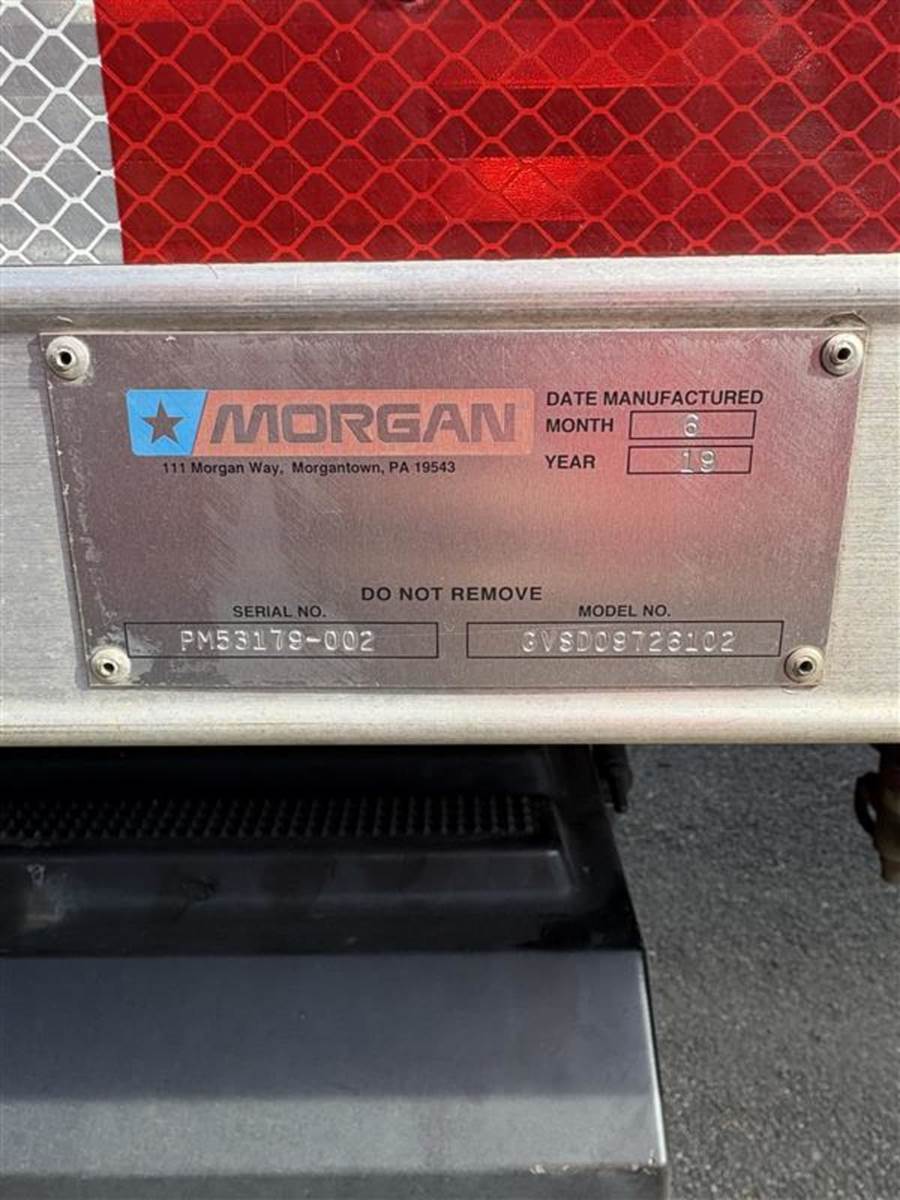 MORGAN
111 Morgan Way, Morgantown, PA 19543
DATE MANUFACTURED
MONTH 6
YEAR 19
DO NOT REMOVE
SERIAL NO. MODEL NO.
PM53179-002 GVSD09726102